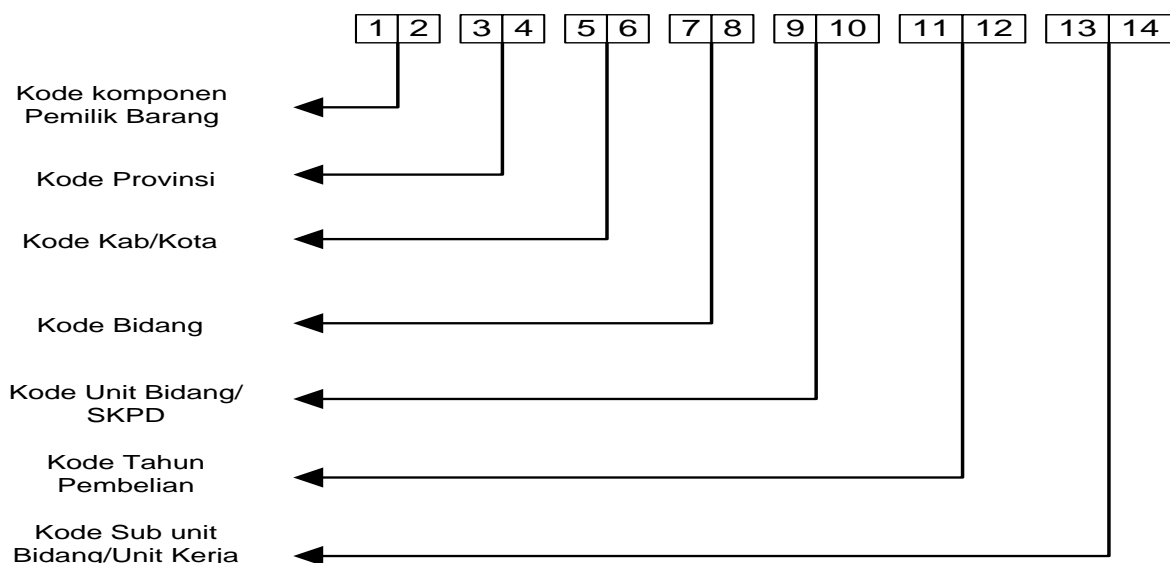 1 2 3 4 5 6 7 8 9 10 11 12 13 14
Kode komponen
Pemilik Barang
Kode Provinsi
Kode Kab/Kota
Kode Bidang
Kode Unit Bidang/
SKPD
Kode Tahun
Pembelian
Kode Sub unit
Bidang/Unit Kerja